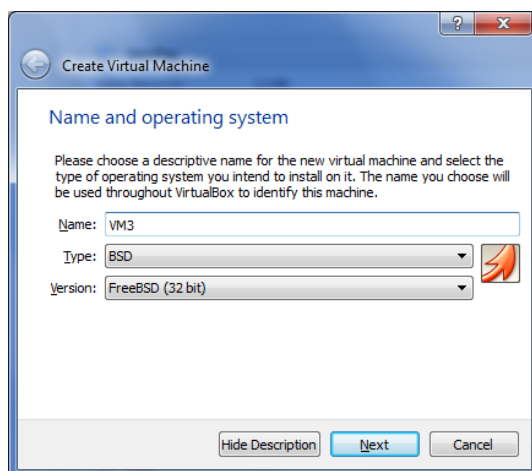 ?
x
Create Virtual Machine
Name and operating system
Please choose a descriptive name for the new virtual machine and select the
type of operating system you intend to install on it. The name you choose will
be used throughout VirtualBox to identify this machine.
Name: VM3
Type: BSD
Version: FreeBSD (32 bit)
Hide Description Next Cancel